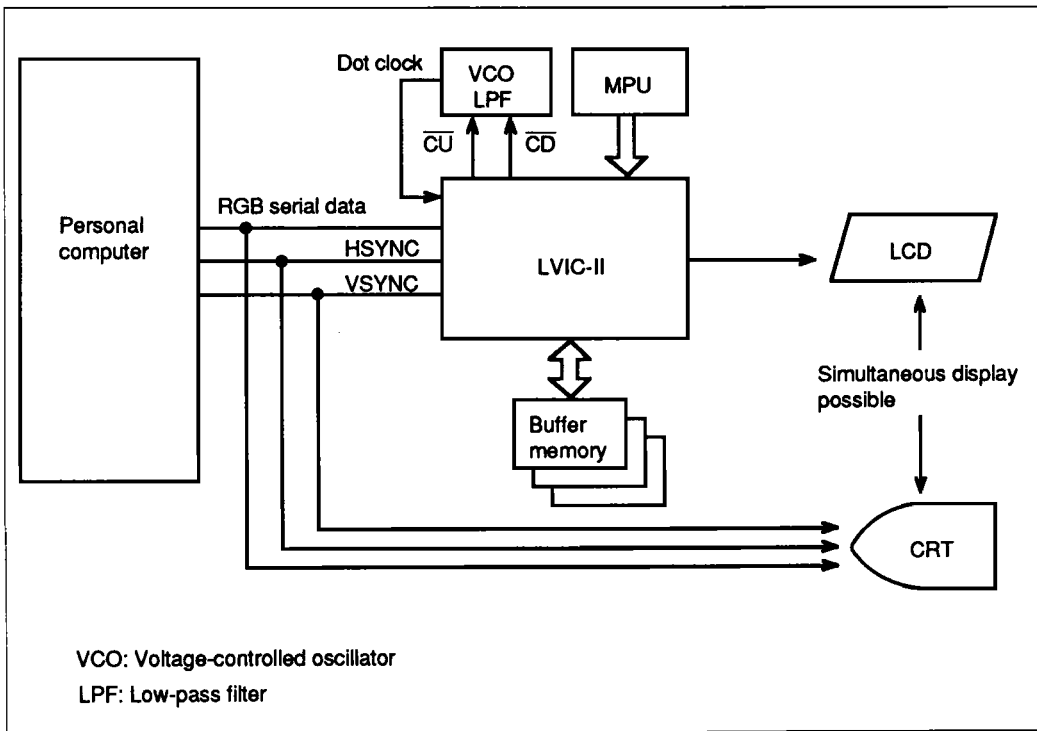 Dot clock
VCO
LPF
MPU
CU
CD
RGB serial data
Personal
computer
HSYNC
LVIC-II
LCD
VSYNC
Simultaneous display
possible
Buffer
memory
CRT
VCO: Voltage-controlled oscillator
LPF: Low-pass filter